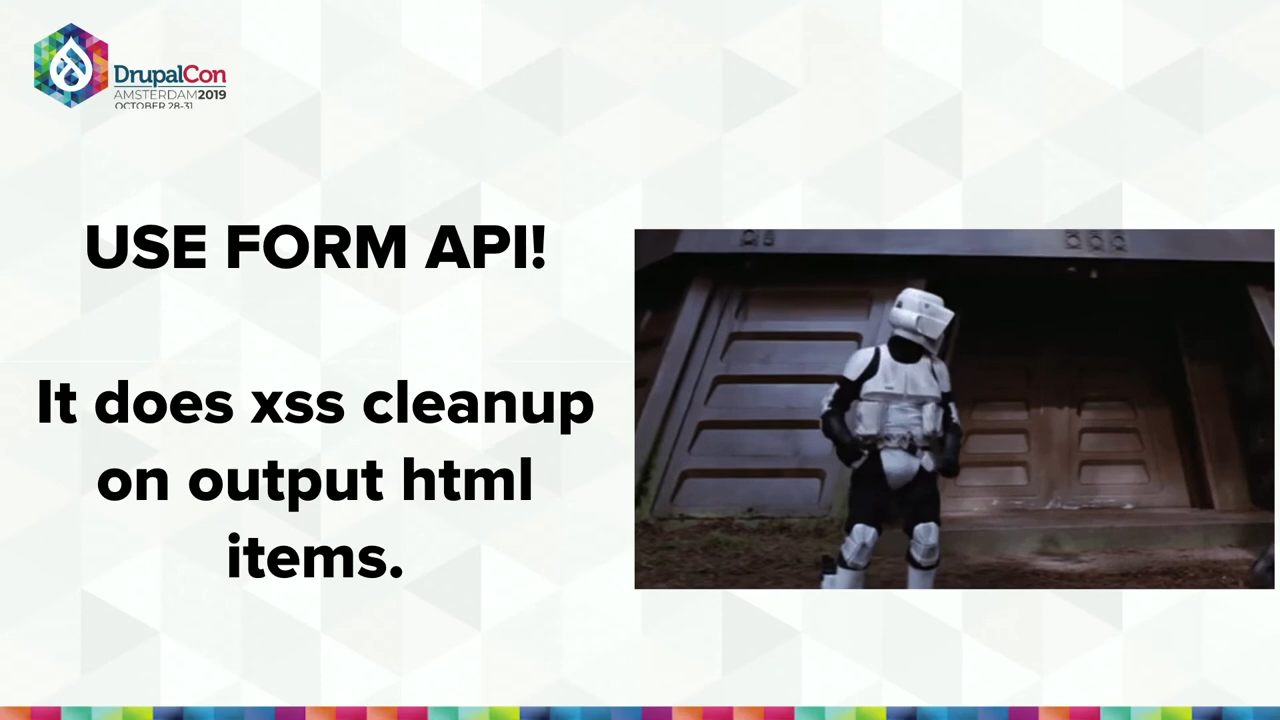 DrupalCon
AMSTERDAM2019
OCTOBER 28-31
USE FORM API!
It does xss cleanup
on output html
items.